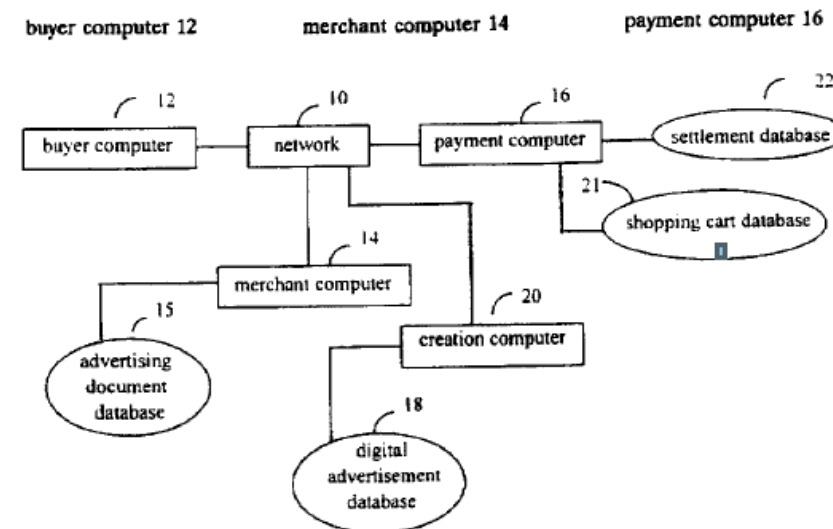 buyer computer 12 merchant computer 14 payment computer 16
12 10 16 22
buyer computer network payment computer settlement database
21
shopping cart database
14
merchant computer
15 20
creation computer
advertising
document
database
18
digital
advertisement
database